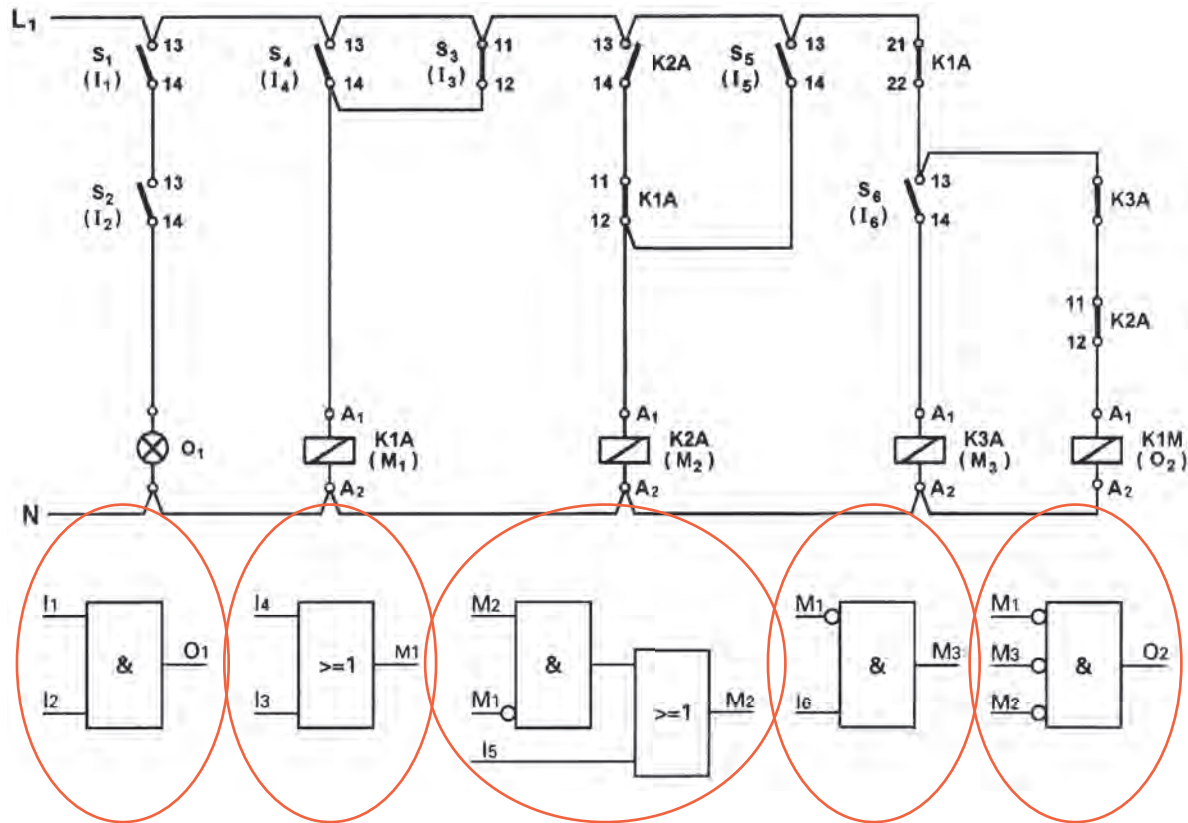 L1
S1
(I1)
13
14
S4
(I4)
13
14
S3
(I3)
11
12
13
14
K2A
S5
(I5)
13
14
21
22
K1A
S2
(I2)
13
14
11
12
K1A
S6
(I6)
13
14
K3A
11
12
K2A
O1
A1
K1A
(M1)
A2
A1
K2A
(M2)
A2
A1
K3A
(M3)
A2
A1
K1M
(O2)
A2
N
I1
I2
&
O1
I4
I3
>=1
M1
M2
M1
&
I5
>=1
M2
M1
I6
&
M3
M1
M3
M2
&
O2